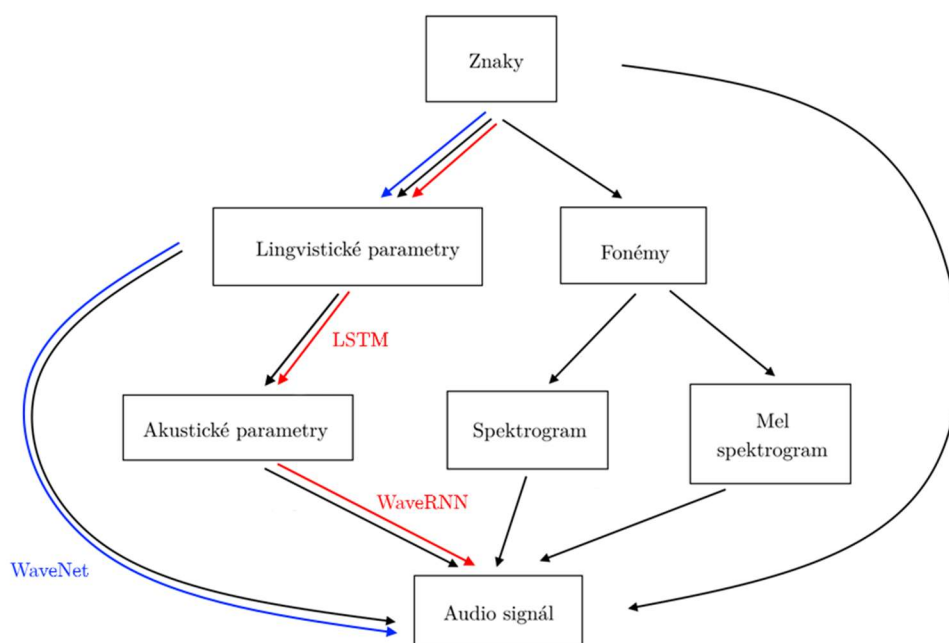 Znaky
Lingvistické parametry
Fonémy
LSTM
Akustické parametry
Spektrogram
Mel
spektrogram
WaveRNN
WaveNet
Audio signál